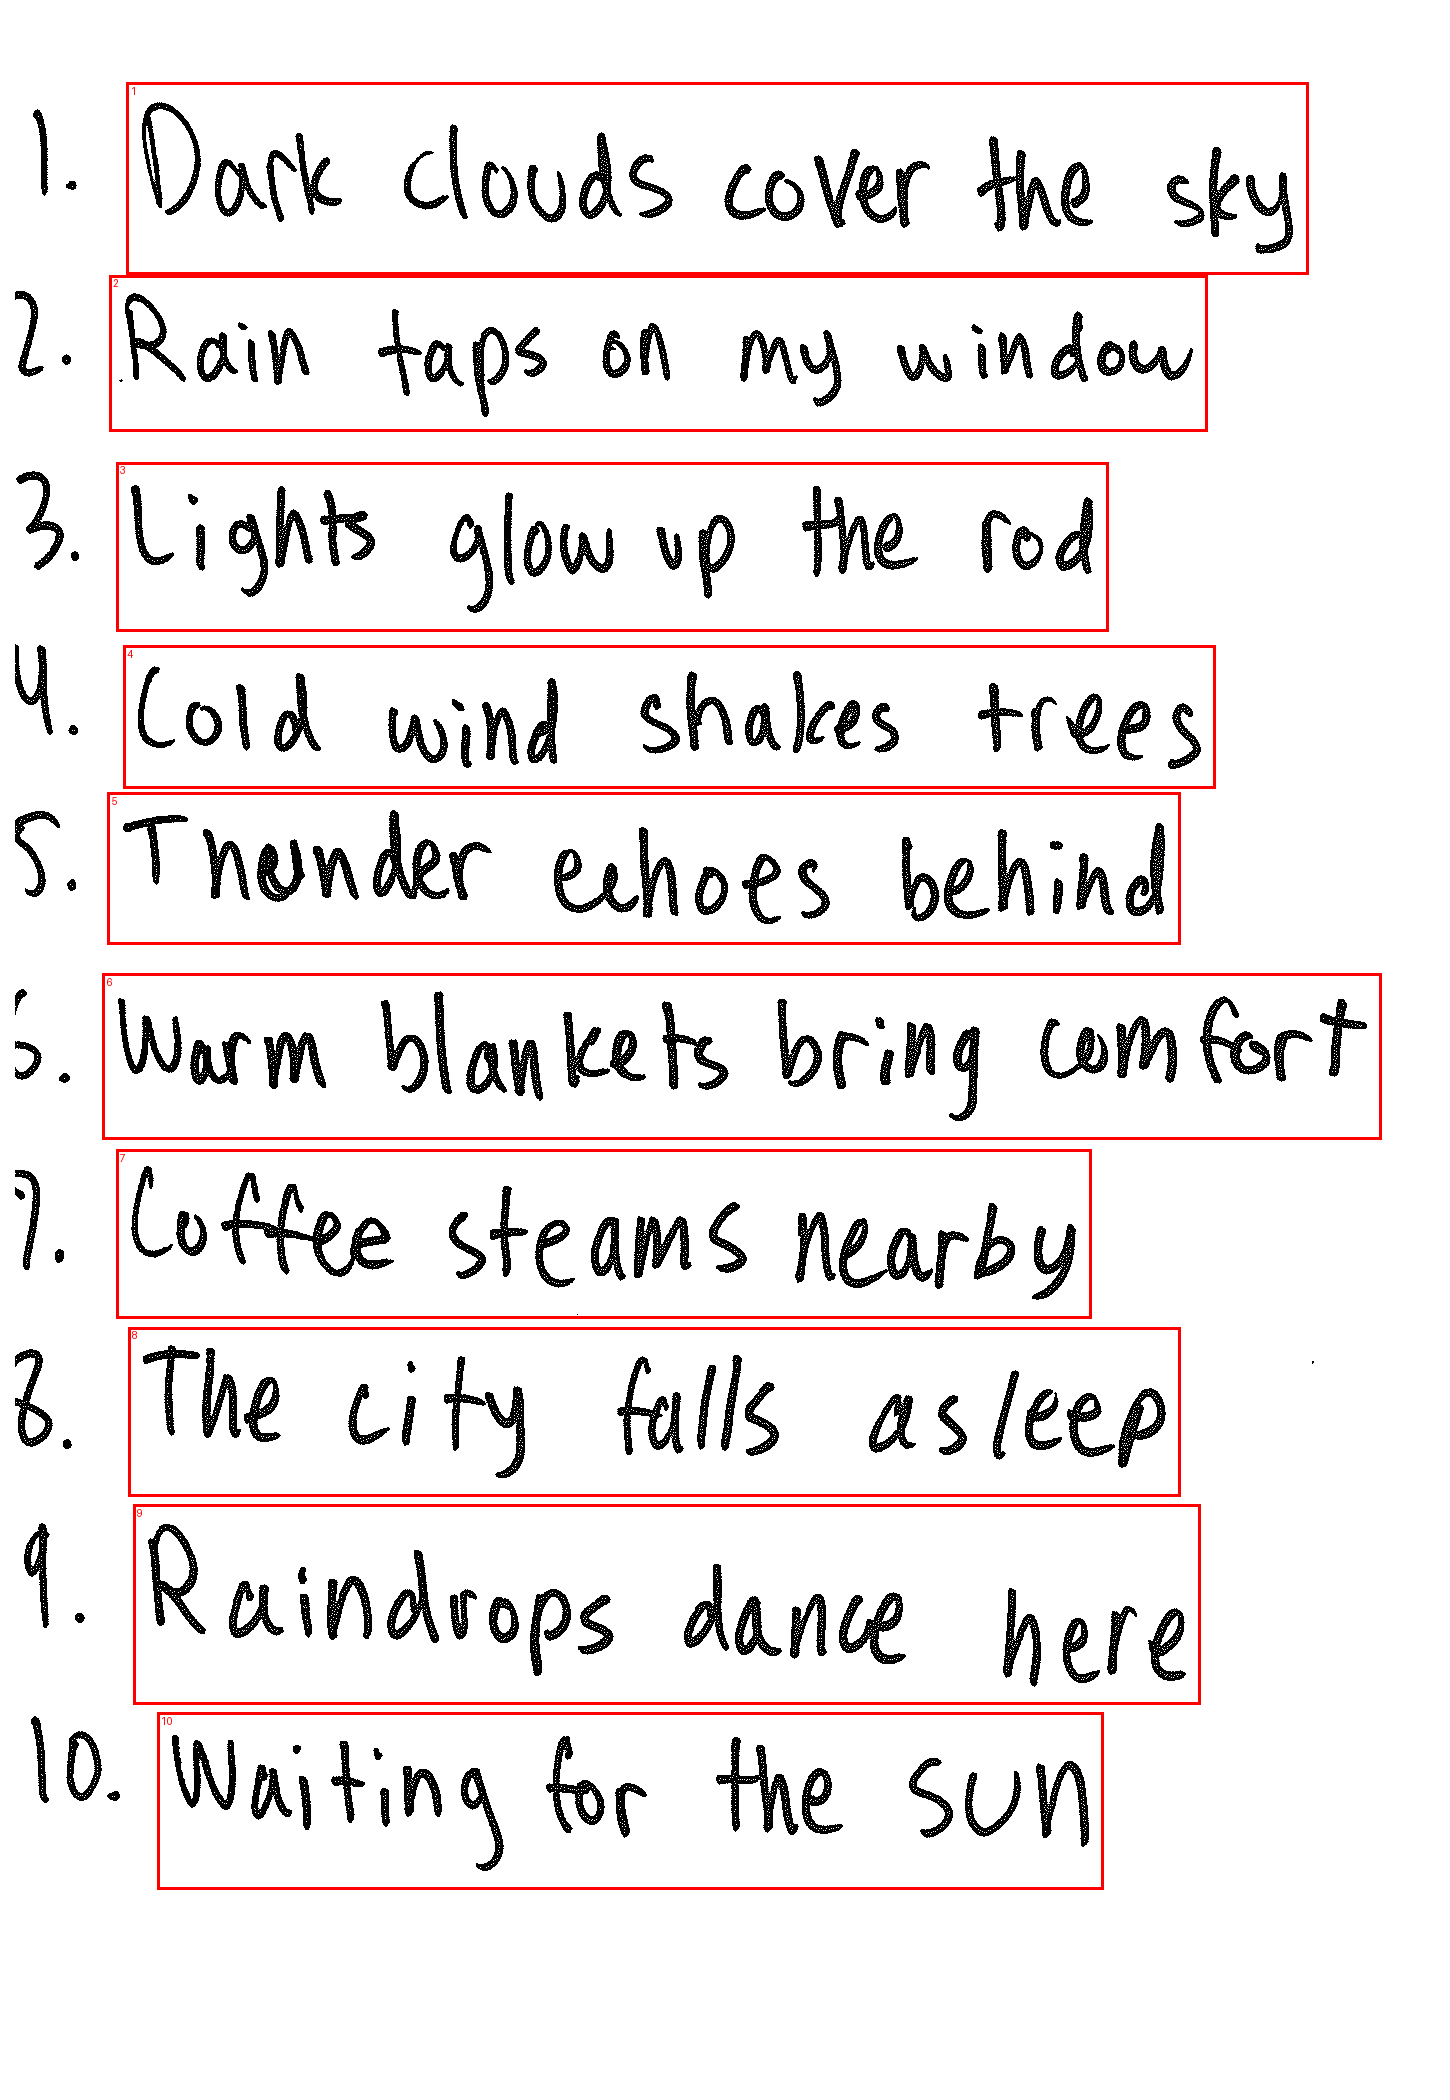 1. Dark clouds cover the sky
2. Rain taps on my window
3. Lights glow up the rod
4. Cold wind shakes trees
5. Thunder echoes behind
6. Warm blankets bring comfort
7. Coffee steams nearby
8. The city falls asleep
9. Raindrops dance here
10. Waiting for the sun